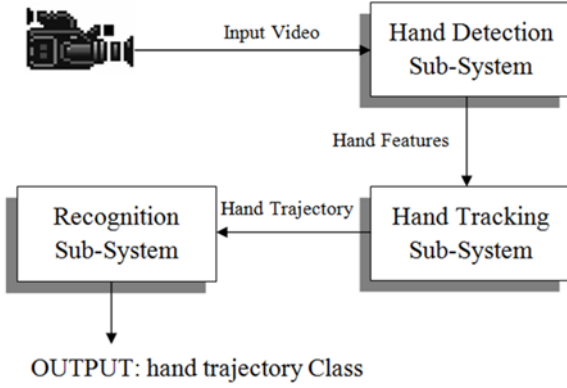 Input Video
Hand Detection
Sub-System
Hand Features
Hand Tracking
Sub-System
Hand Trajectory
Recognition
Sub-System
OUTPUT: hand trajectory Class